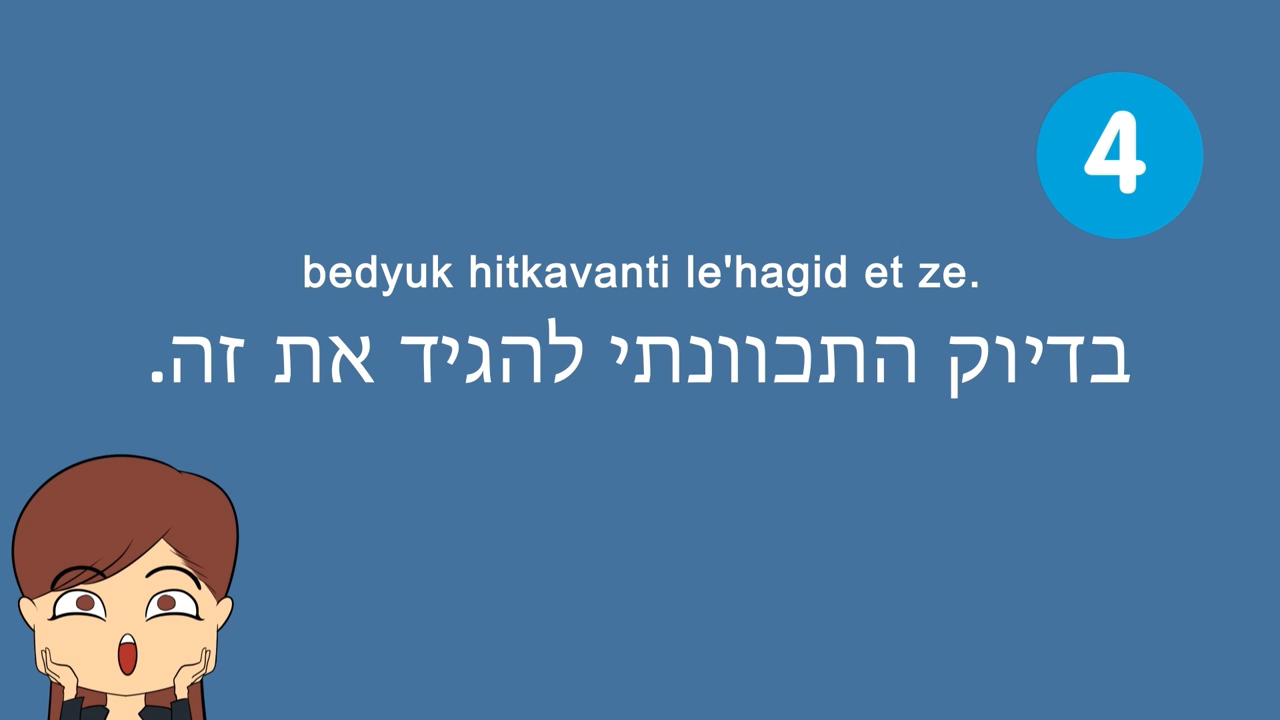 4
bedyuk hitkavanti le'hagid et ze.
בדיוק התכוונתי להגיד את זה.